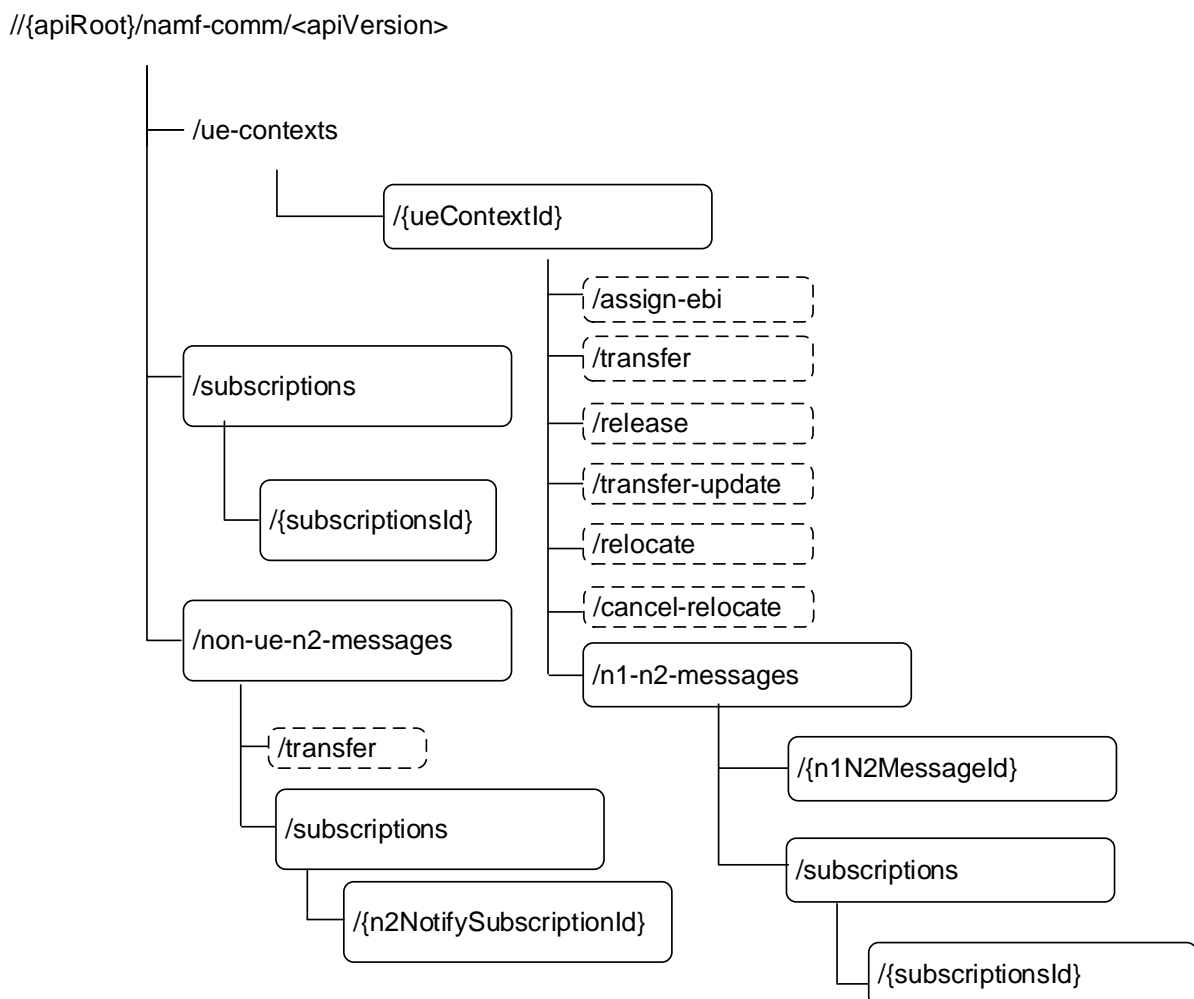 //{apiRoot}/namf-comm/<apiVersion>
/ue-contexts
/{ueContextId}
/assign-ebi
/transfer
/release
/transfer-update
/relocate
/cancel-relocate
/n1-n2-messages
/{n1N2MessageId}
/subscriptions
/{subscriptionsId}
/subscriptions
/{subscriptionsId}
/non-ue-n2-messages
/transfer
/subscriptions
/{n2NotifySubscriptionId}